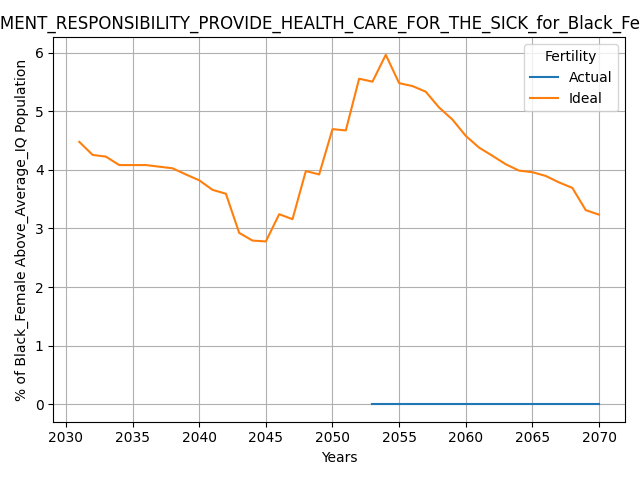 MENT_RESPONSIBILITY_PROVIDE_HEALTH_CARE_FOR_THE_SICK_for_Black_Fe
Fertility
Actual
Ideal
% of Black_Female Above_Average_IQ Population
6
5
4
3
2
1
0
2030 2035 2040 2045 2050 2055 2060 2065 2070
Years